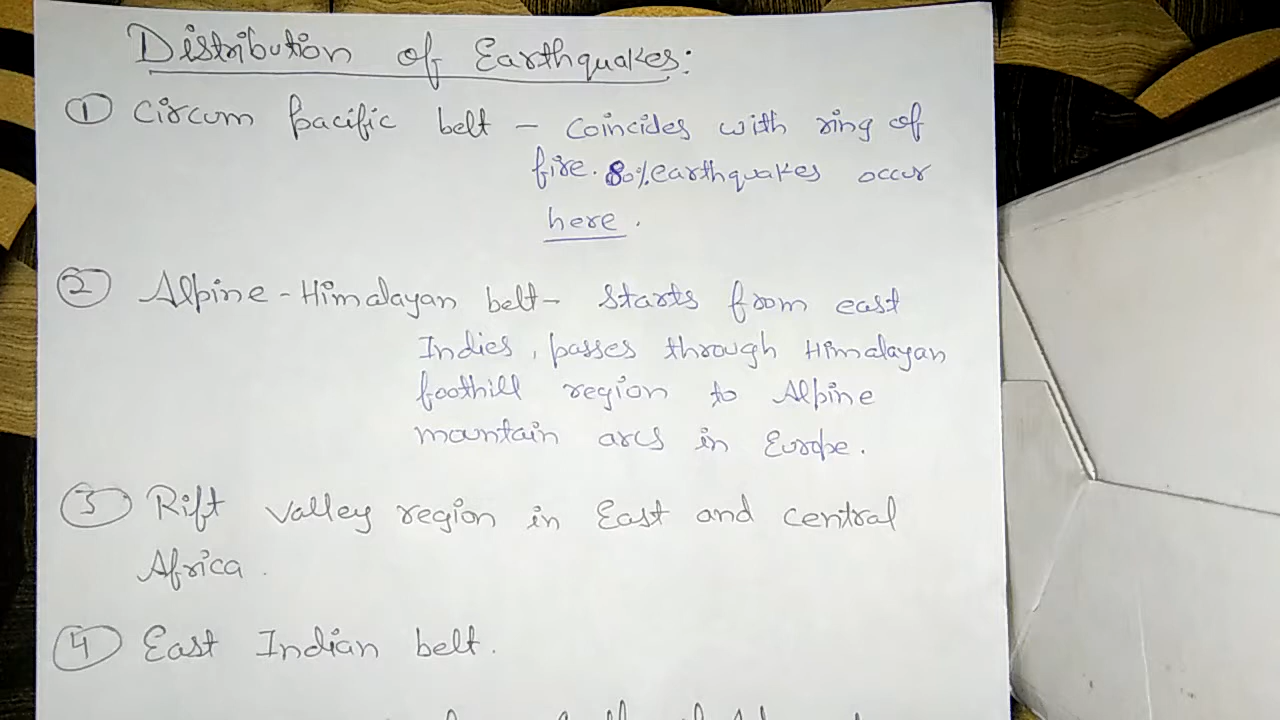 Distribution of Earthquakes:
① Circum pacific belt - Coincides with ring of
fire. 80% earthquakes occur
here.
② Alpine-Himalayan belt- Starts from east
Indies, passes through Himalayan
foothill region to Alpine
mountain arcs in Europe.
③ Rift valley region in East and central
Africa.
④ East Indian belt.